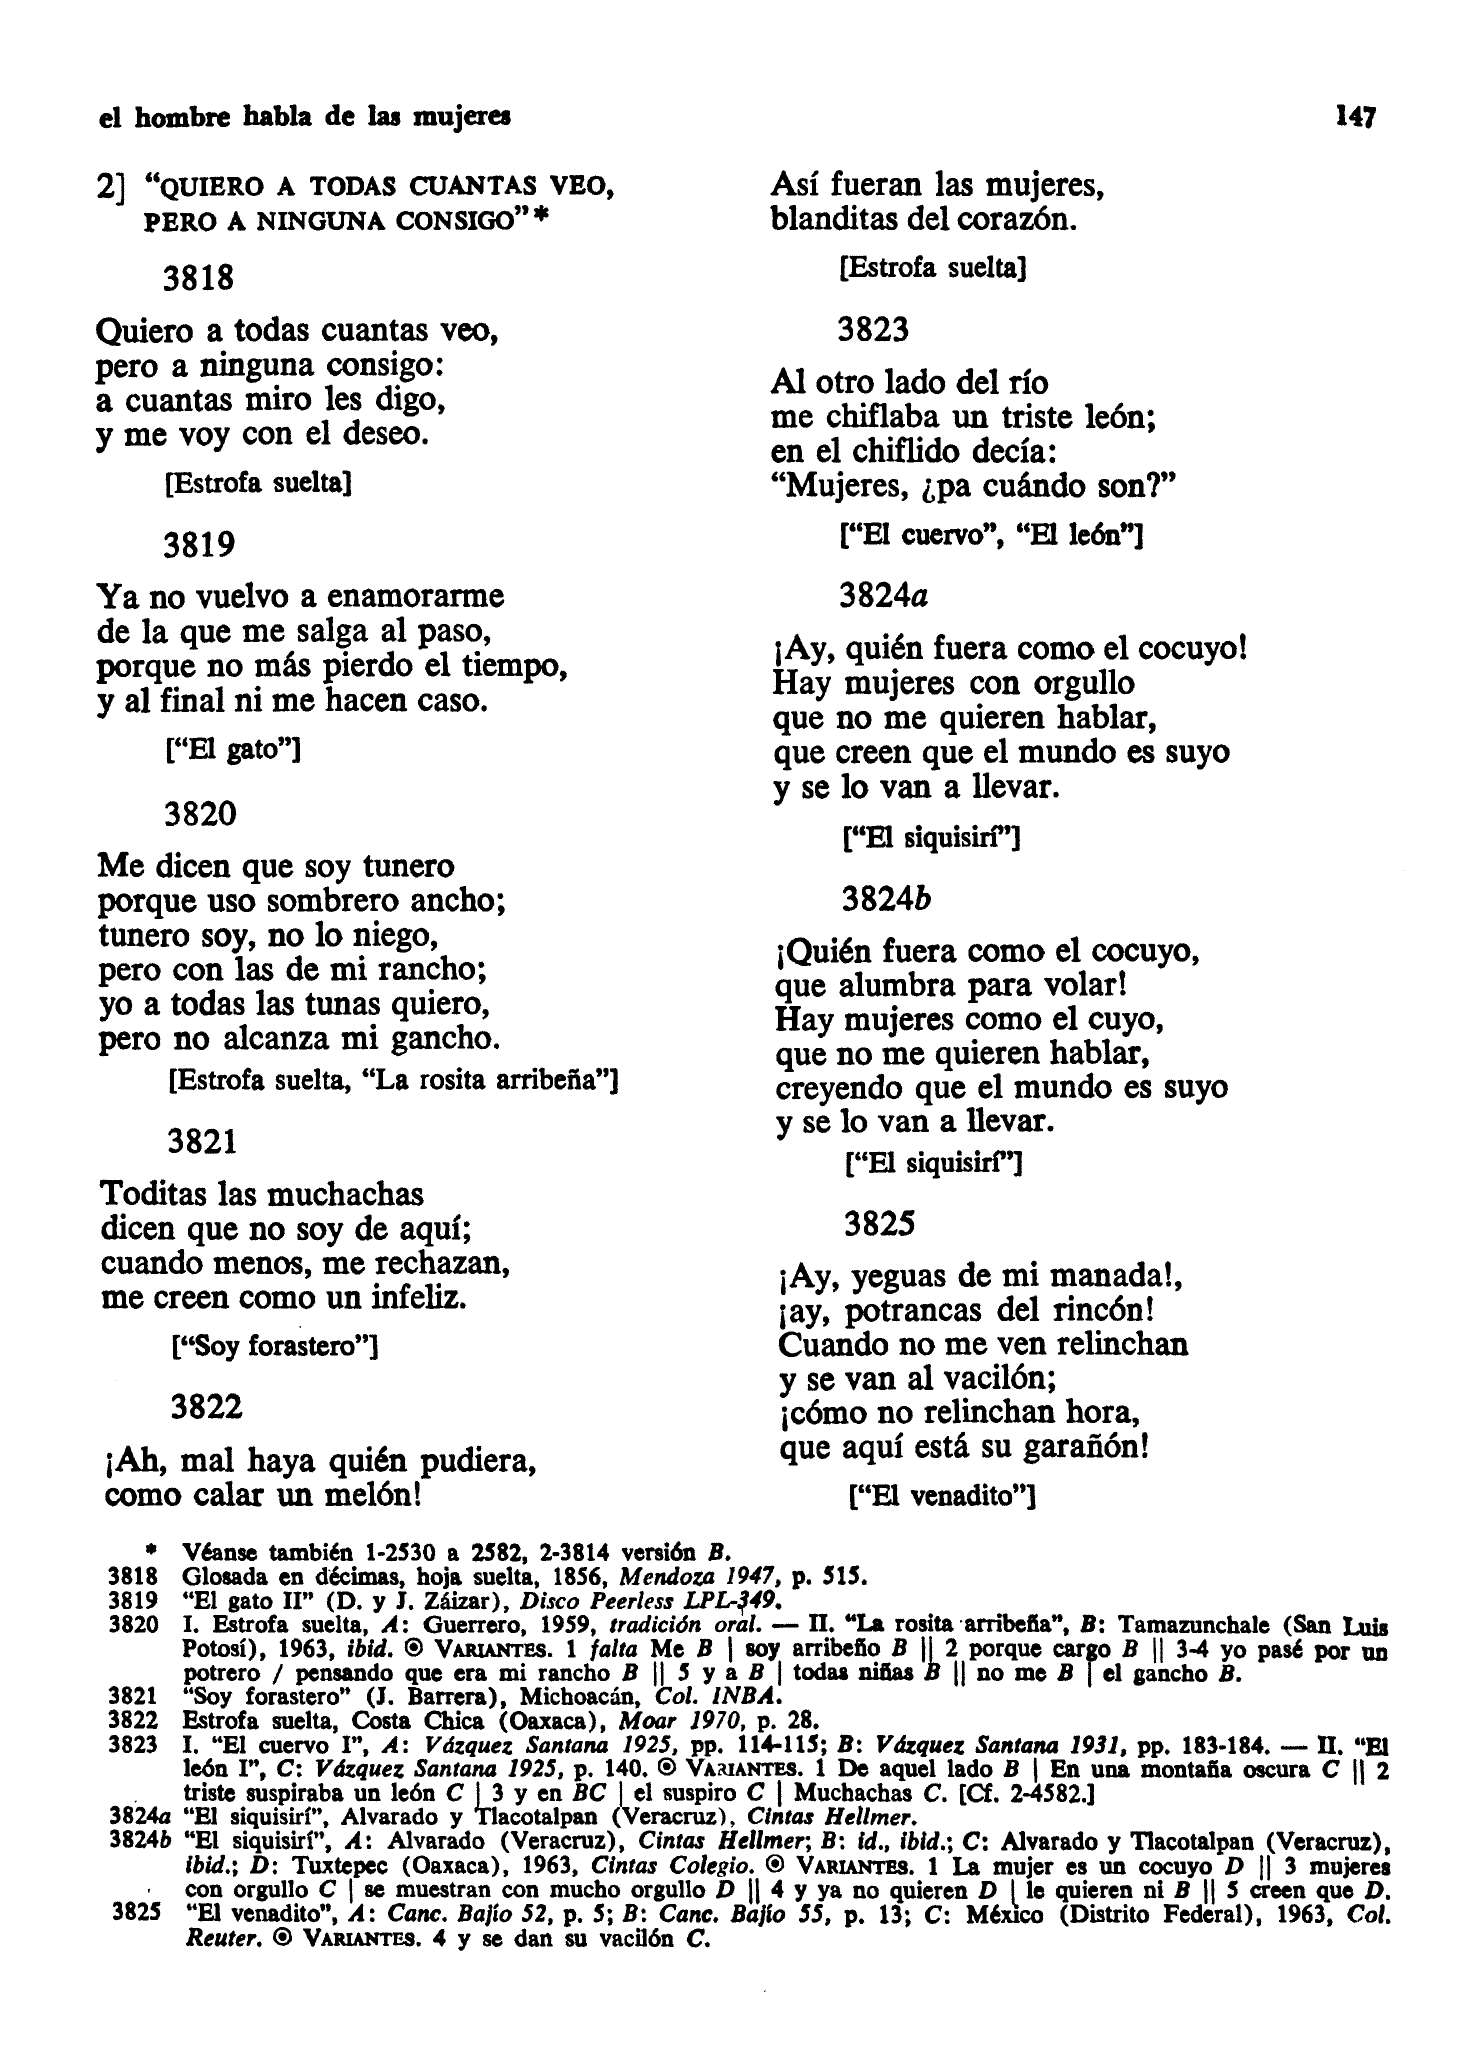 el hombre habla de las mujeres 147
2] “QUIERO A TODAS CUANTAS VEO,
PERO A NINGUNA CONSIGO”*
3818
Quiero a todas cuantas veo,
pero a ninguna consigo:
a cuantas miro les digo,
y me voy con el deseo.
[Estrofa suelta]
3819
Ya no vuelvo a enamorarme
de la que me salga al paso,
porque no más pierdo el tiempo,
y al final ni me hacen caso.
[“El gato”]
3820
Me dicen que soy tunero
porque uso sombrero ancho;
tunero soy, no lo niego,
pero con las de mi rancho;
yo a todas las tunas quiero,
pero no alcanza mi gancho.
[Estrofa suelta, “La rosita arribeña”]
3821
Toditas las muchachas
dicen que no soy de aquí;
cuando menos, me rechazan,
me creen como un infeliz.
[“Soy forastero”]
3822
¡Ah, mal haya quién pudiera,
como calar un melón!
Así fueran las mujeres,
blanditas del corazón.
[Estrofa suelta]
3823
Al otro lado del río
me chiflaba un triste león;
en el chiflido decía:
“Mujeres, ¿pa cuándo son?”
[“El cuervo”, “El león”]
3824a
¡Ay, quién fuera como el cocuyo!
Hay mujeres con orgullo
que no me quieren hablar,
que creen que el mundo es suyo
y se lo van a llevar.
[“El siquisirí”]
3824b
¡Quién fuera como el cocuyo,
que alumbra para volar!
Hay mujeres como el cuyo,
que no me quieren hablar,
creyendo que el mundo es suyo
y se lo van a llevar.
[“El siquisirí”]
3825
¡Ay, yeguas de mi manada!,
¡ay, potrancas del rincón!
Cuando no me ven relinchan
y se van al vacilón;
¡cómo no relinchan hora,
que aquí está su garañón!
[“El venadito”]
* Véanse también 1-2530 a 2582, 2-3814 versión B.
3818 Glosada en décimas, hoja suelta, 1856, Mendoza 1947, p. 515.
3819 “El gato II” (D. y J. Záizar), Disco Peerless
3820 I. Estrofa suelta, A: Guerrero, 1959, tradición oral. — II. “La rosita arribeña”, B: Tamazunchale (San Luis
Potosí), 1963, ibid. ⦿ VARIANTES. 1 falta Me B | soy arribeño B || 2 porque cargo B || 3-4 yo pasé por un
potrero / pensando que era mi rancho B || 5 y a B | todas niñas B || no me B | el gancho B.
3821 “Soy forastero” (J. Barrera), Michoacán, Col. INBA.
3822 Estrofa suelta, Costa Chica (Oaxaca), Moar 1970, p. 28.
3823 I. “El cuervo I”, A: Vázquez Santana 1925, pp. 114-115; B: Vázquez Santana 1931, pp. 183-184. — II. “El
león I”, C: Vázquez Santana 1925, p. 140. ⦿ VARIANTES. 1 De aquel lado B | En una montaña oscura C || 2
triste suspiraba un león C | 3 y en BC | el suspiro C | Muchachas C. [Cf. 2-4582.]
3824a “El siquisirí”, Alvarado y Tlacotalpan (Veracruz), Cintas Hellmer.
3824b “El siquisirí”, A: Alvarado (Veracruz), Cintas Hellmer; B: id., ibid.; C: Alvarado y Tlacotalpan (Veracruz),
ibid.; D: Tuxtepec (Oaxaca), 1963, Cintas Colegio. ⦿ VARIANTES. 1 La mujer es un cocuyo D || 3 mujeres
con orgullo C | se muestran con mucho orgullo D || 4 y ya no quieren D | le quieren ni B || 5 creen que D.
3825 “El venadito”, A: Canc. Bajío 52, p. 5; B: Canc. Bajío 55, p. 13; C: México (Distrito Federal), 1963, Col.
Reuter. ⦿ VARIANTES. 4 y se dan su vacilón C.